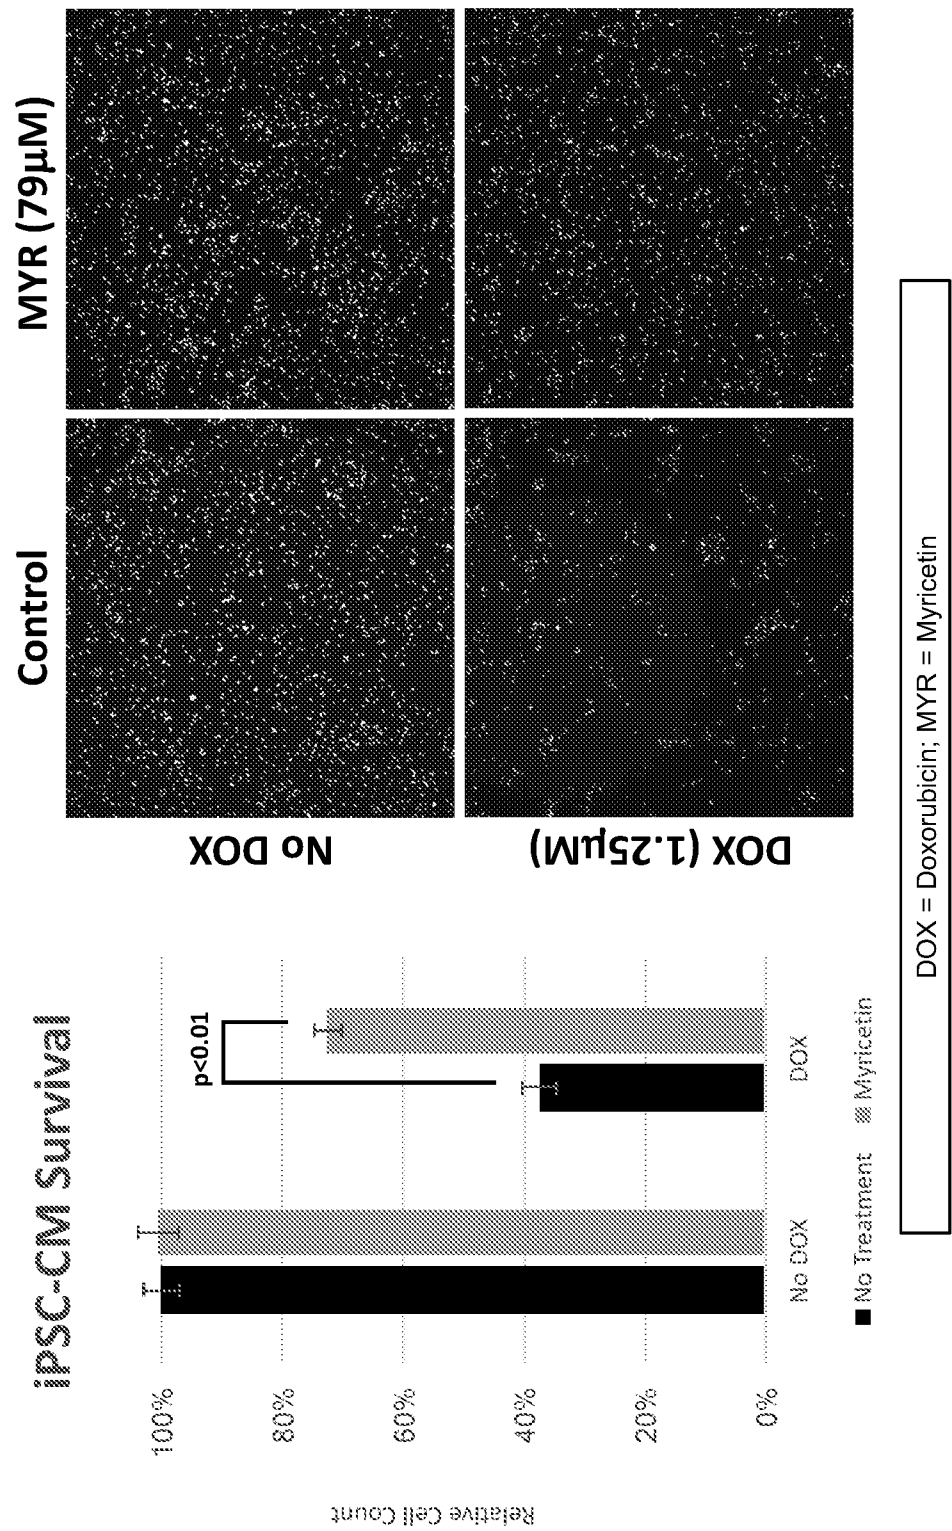 iPSC-CM Survival
Relative Cell Count
100%
80%
60%
40%
20%
0%
p<0.01
No DOX
DOX
No Treatment
Myricetin
Control
MYR (79µM)
No DOX
DOX (1.25µM)
DOX = Doxorubicin; MYR = Myricetin